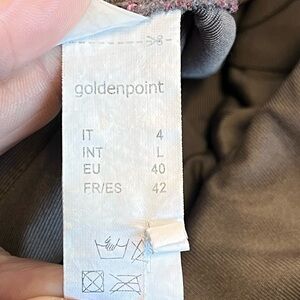 goldenpoint
IT 4
INT L
EU 40
FR/ES 42